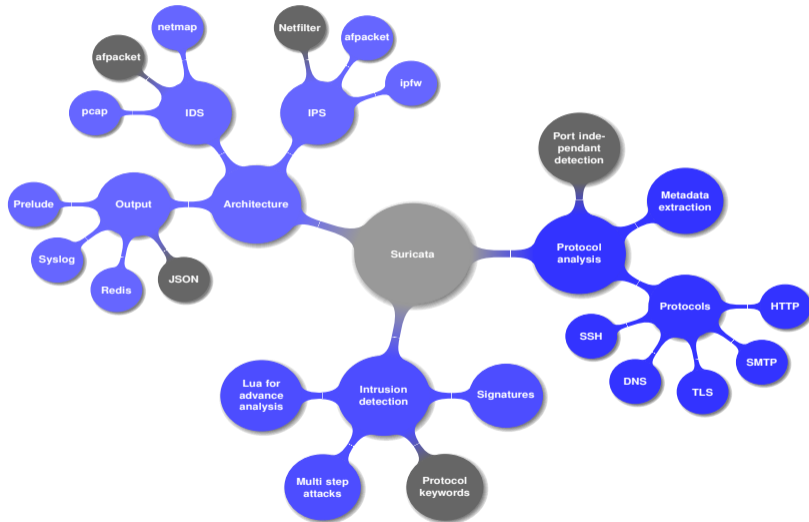 netmap
afpacket
pcap
IDS
Netfilter
afpacket
ipfw
IPS
Prelude
Output
Architecture
Syslog
Redis
JSON
Suricata
Port inde-
pendant
detection
Metadata
extraction
Protocol
analysis
Protocols
HTTP
SSH
SMTP
DNS
TLS
Lua for
advance
analysis
Intrusion
detection
Signatures
Multi step
attacks
Protocol
keywords